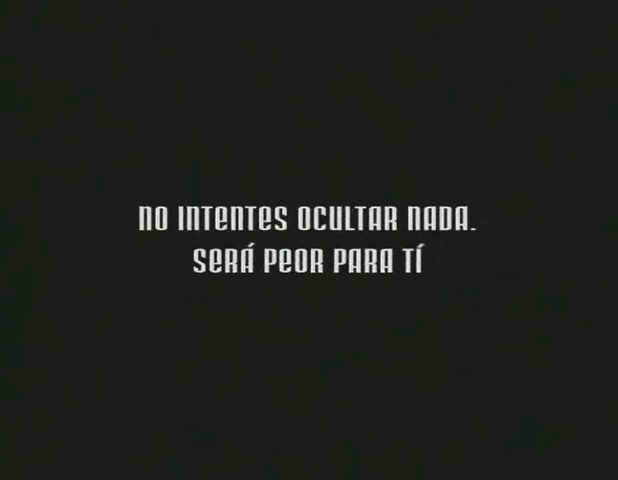 NO INTENTES OCULTAR NADA.
SERÁ PEOR PARA TÍ